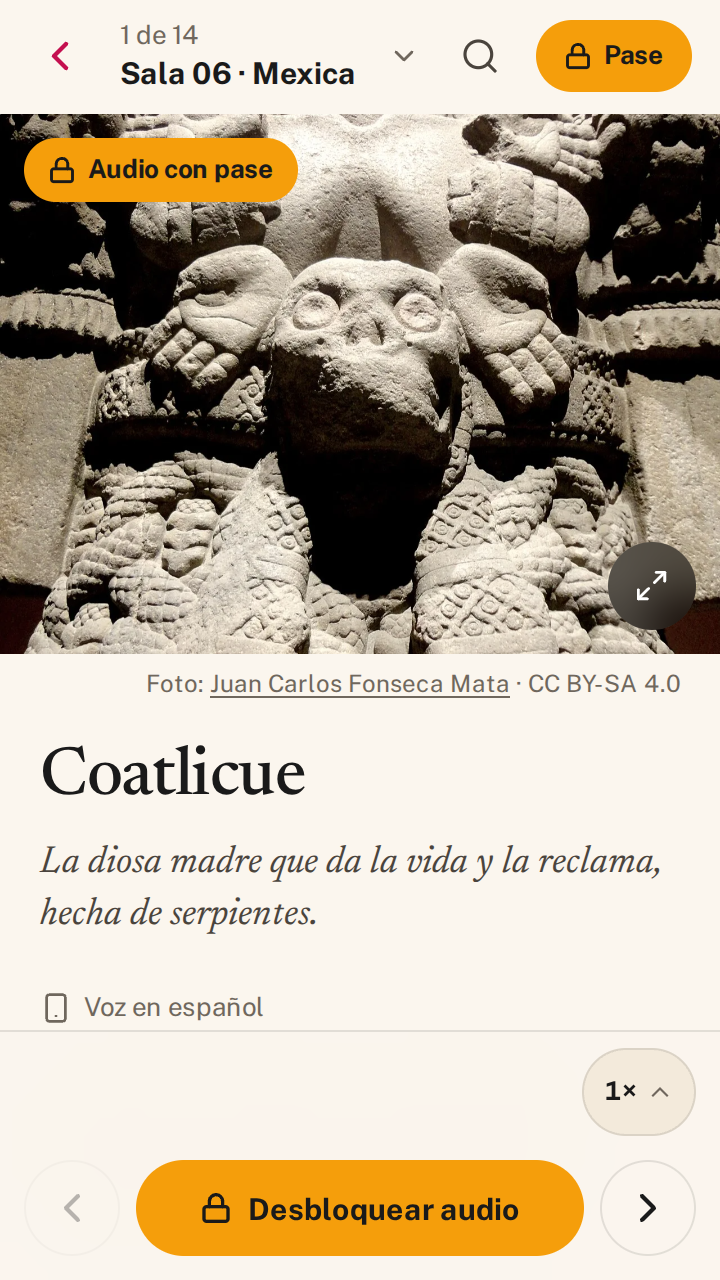 1 de 14
Sala 06 · Mexica
Pase
Audio con pase
Foto: Juan Carlos Fonseca Mata · CC BY-SA 4.0
Coatlicue
La diosa madre que da la vida y la reclama,
hecha de serpientes.
Voz en español
1×
Desbloquear audio